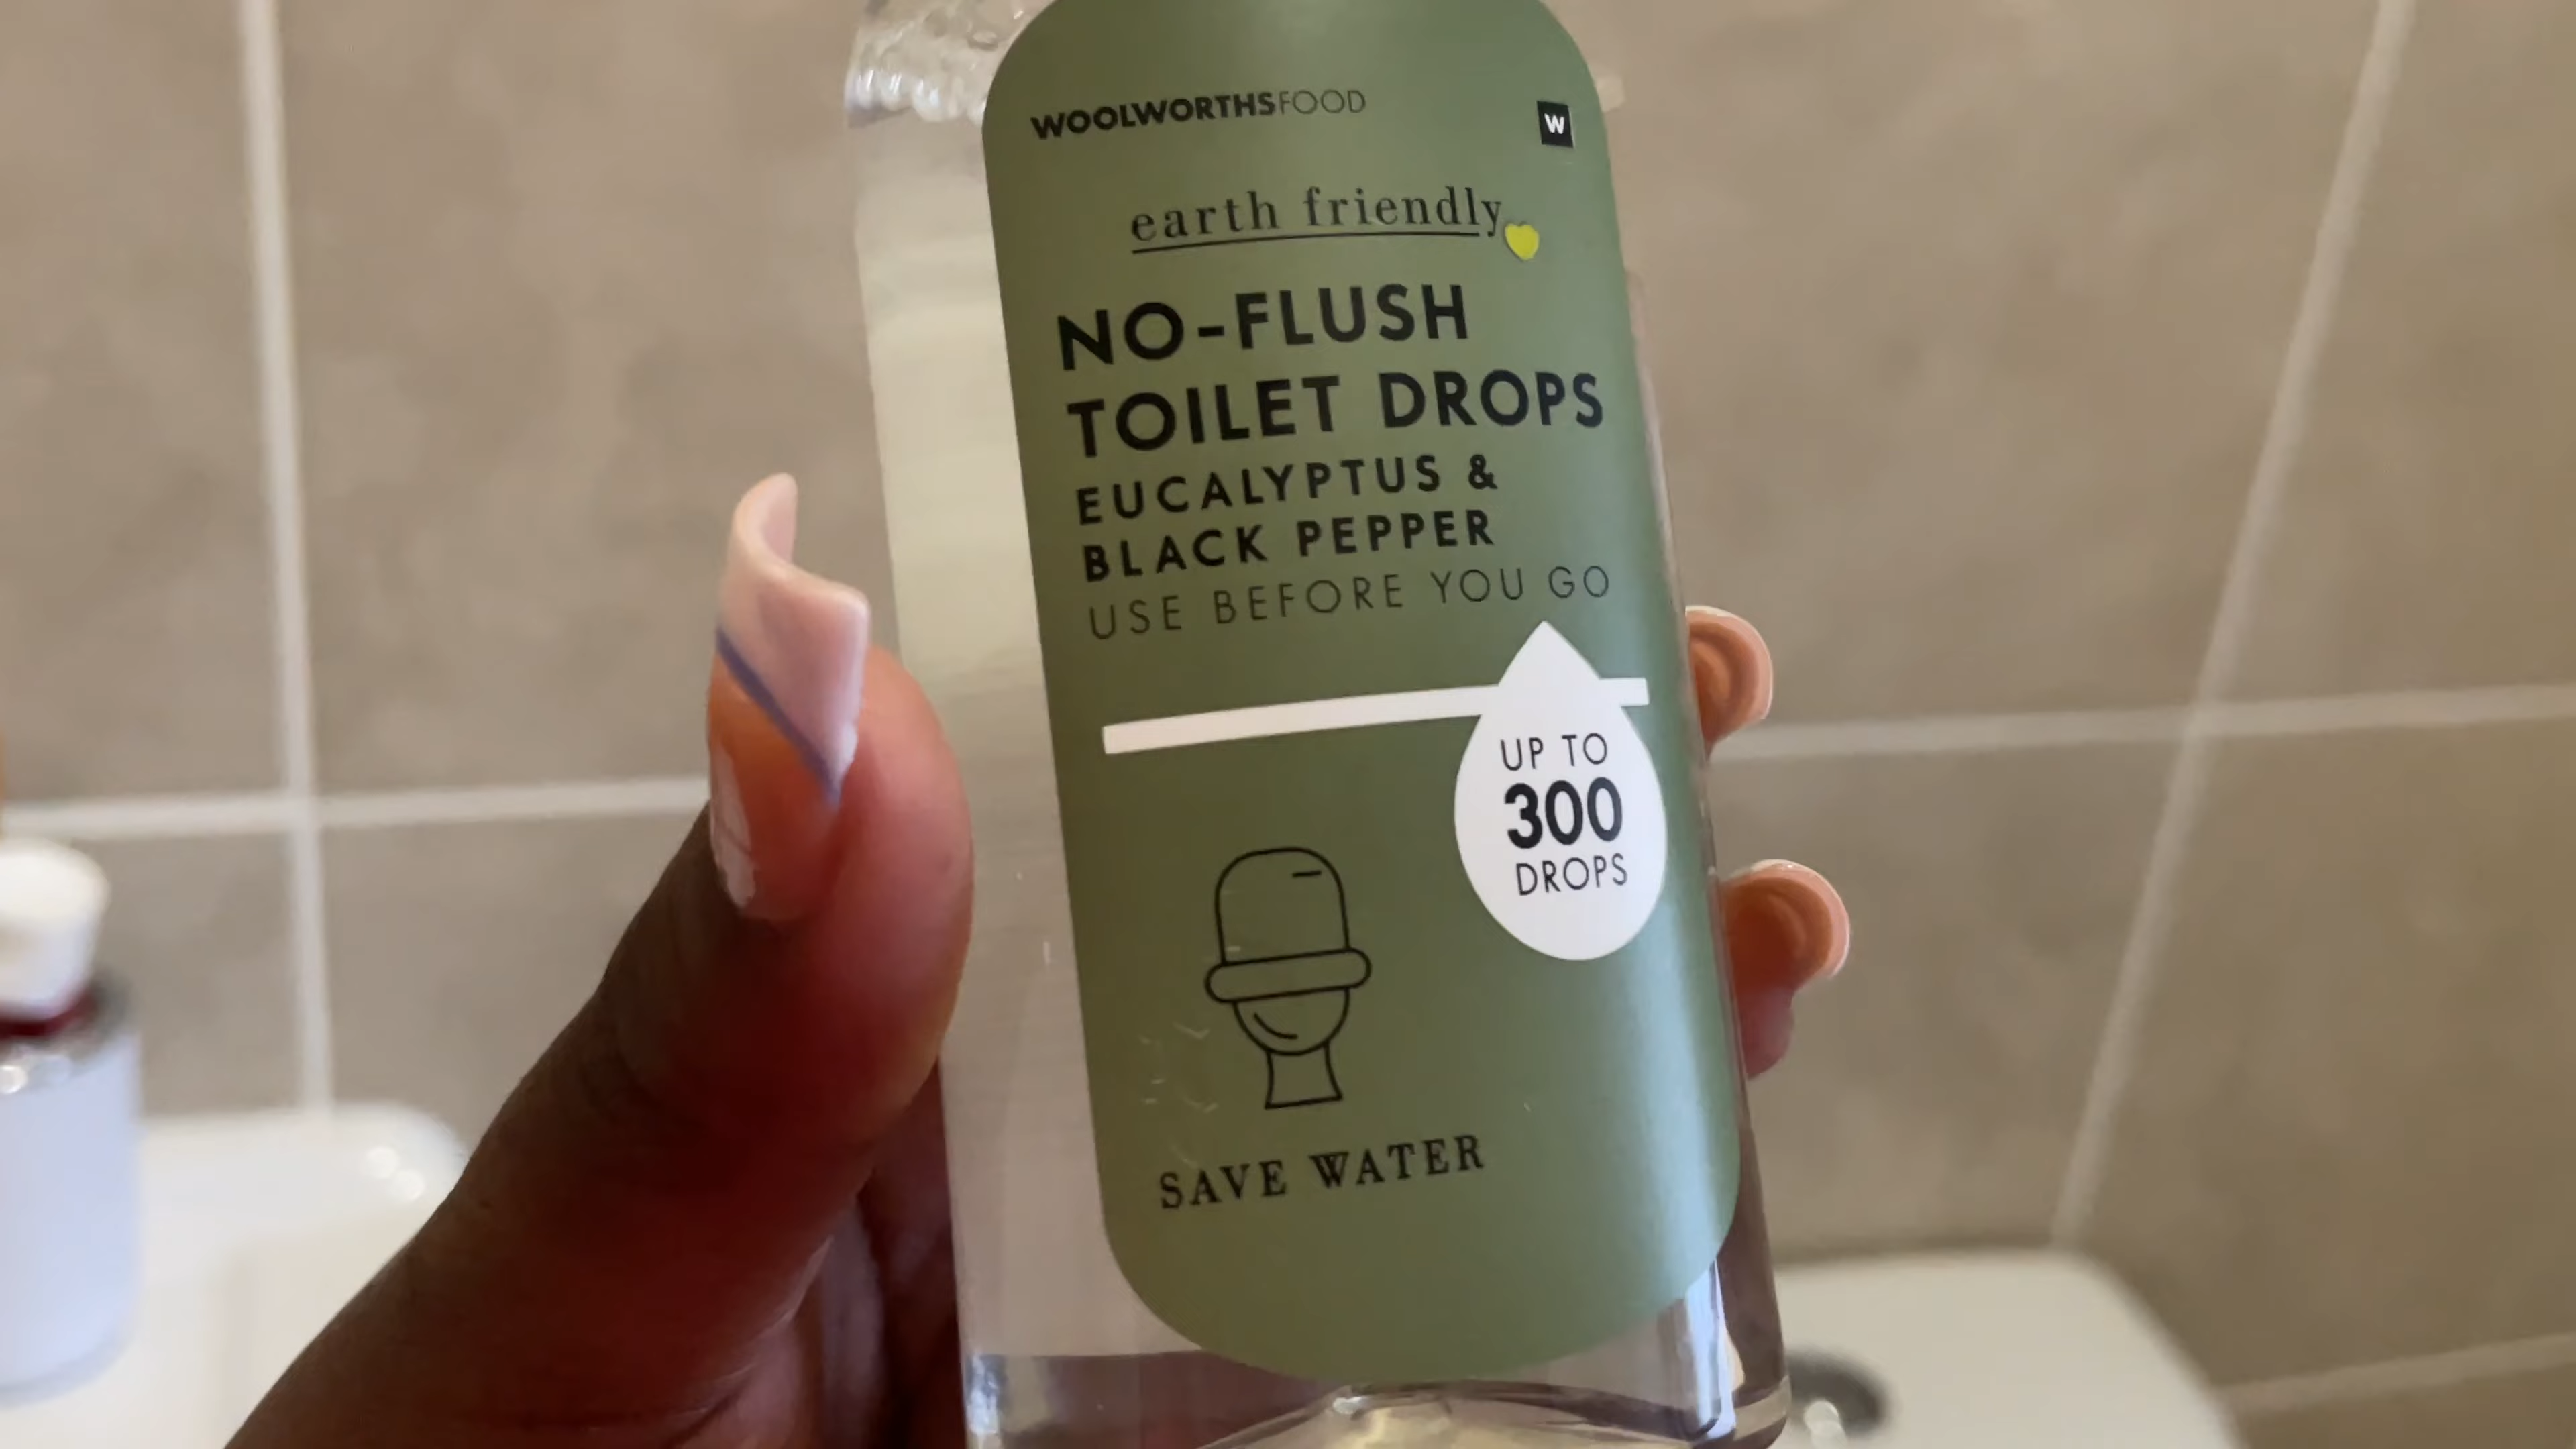 WOOLWORTHSFOOD
W
earth friendly
NO-FLUSH
TOILET DROPS
EUCALYPTUS &
BLACK PEPPER
USE BEFORE YOU GO
UP TO
300
DROPS
SAVE WATER